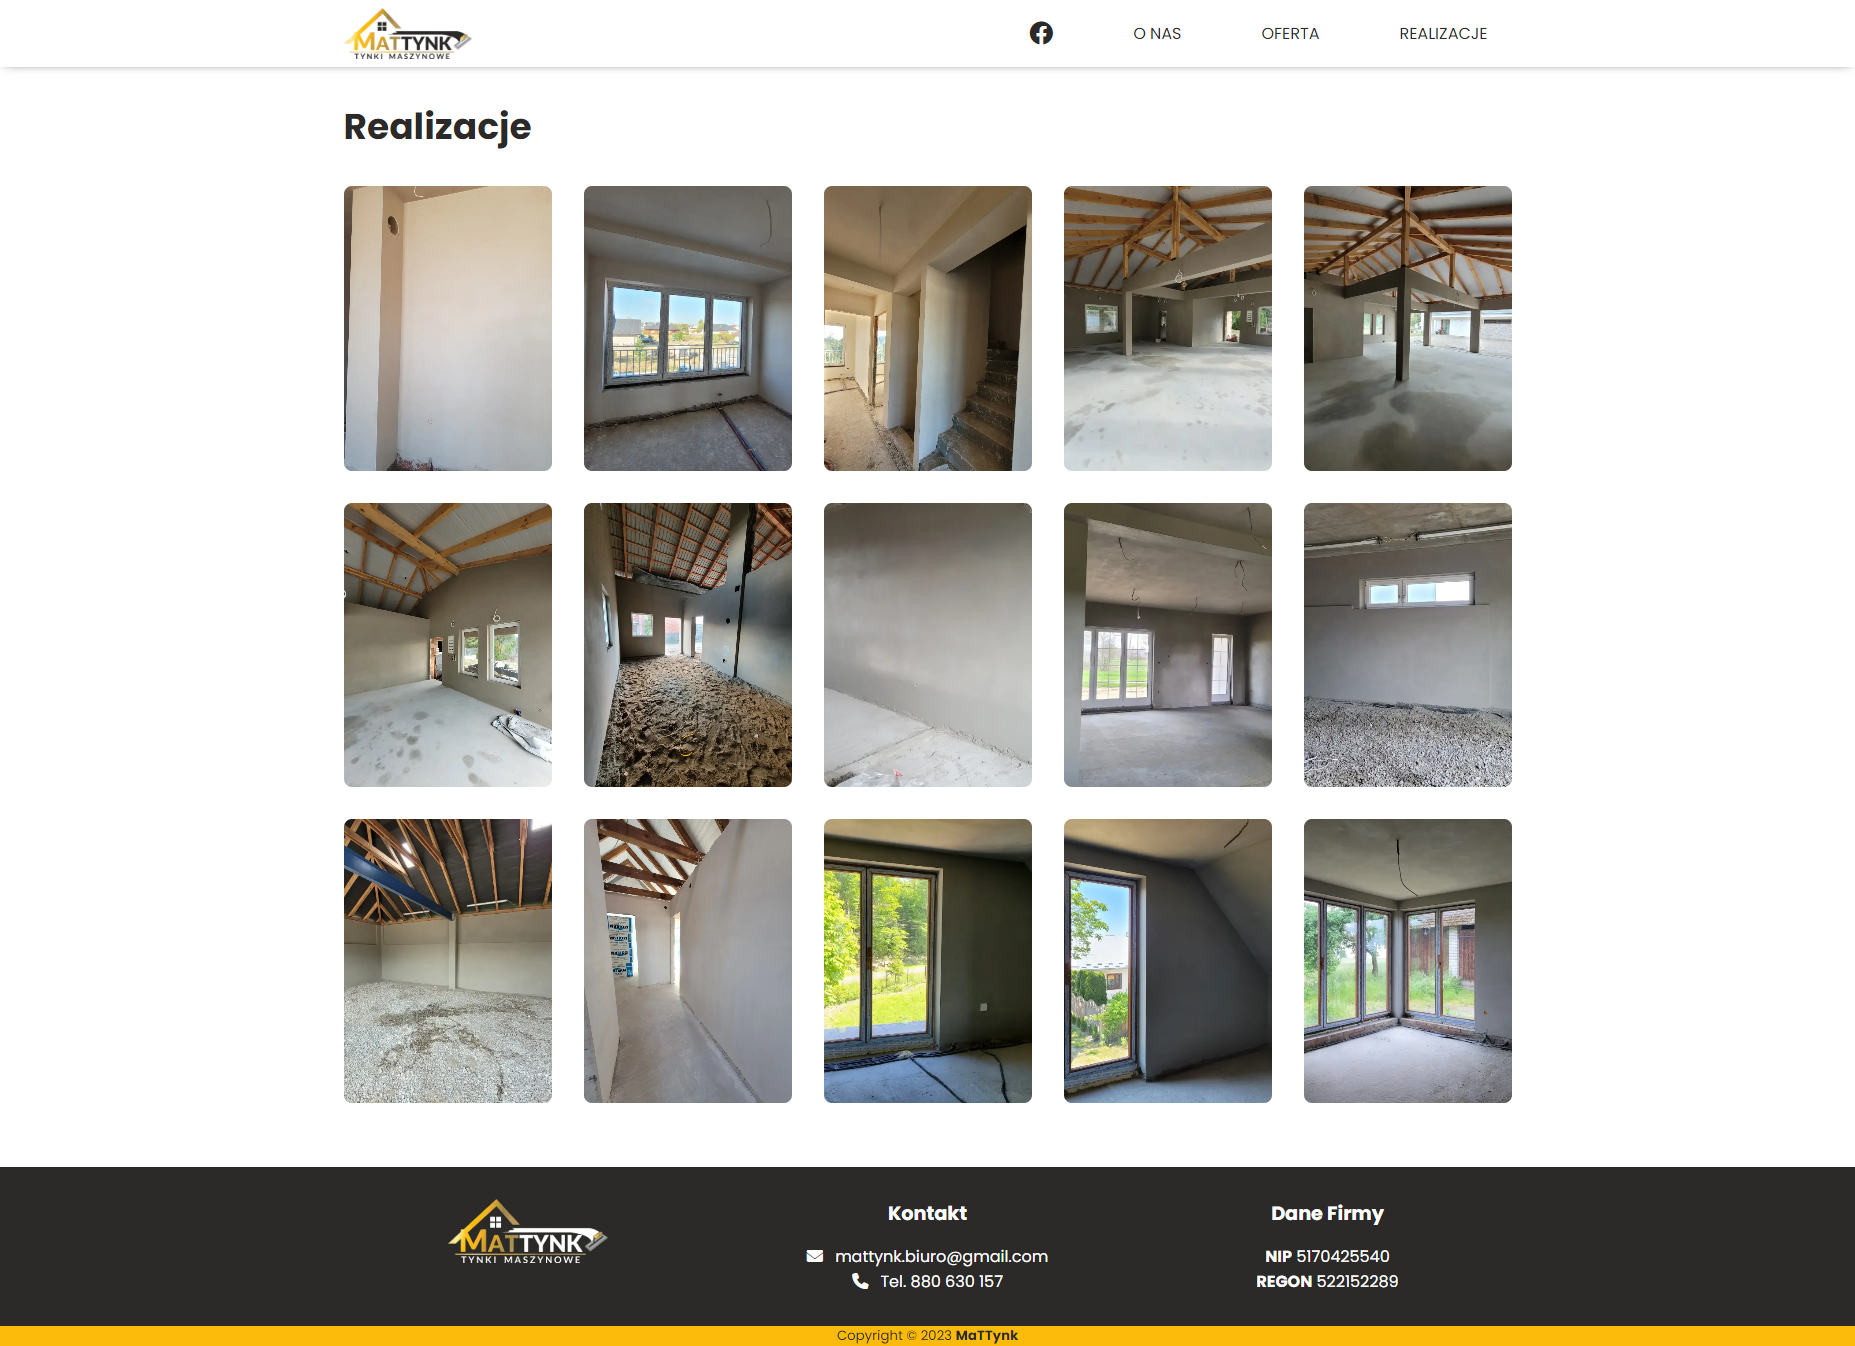 MATTYNK
TYNKI MASZYNOWE
O NAS
OFERTA
REALIZACJE
Realizacje
MATTYNK
TYNKI MASZYNOWE
Kontakt
mattynk.biuro@gmail.com
Tel. 880 630 157
Dane Firmy
NIP 5170425540
REGON 522152289
Copyright © 2023 MaTTynk